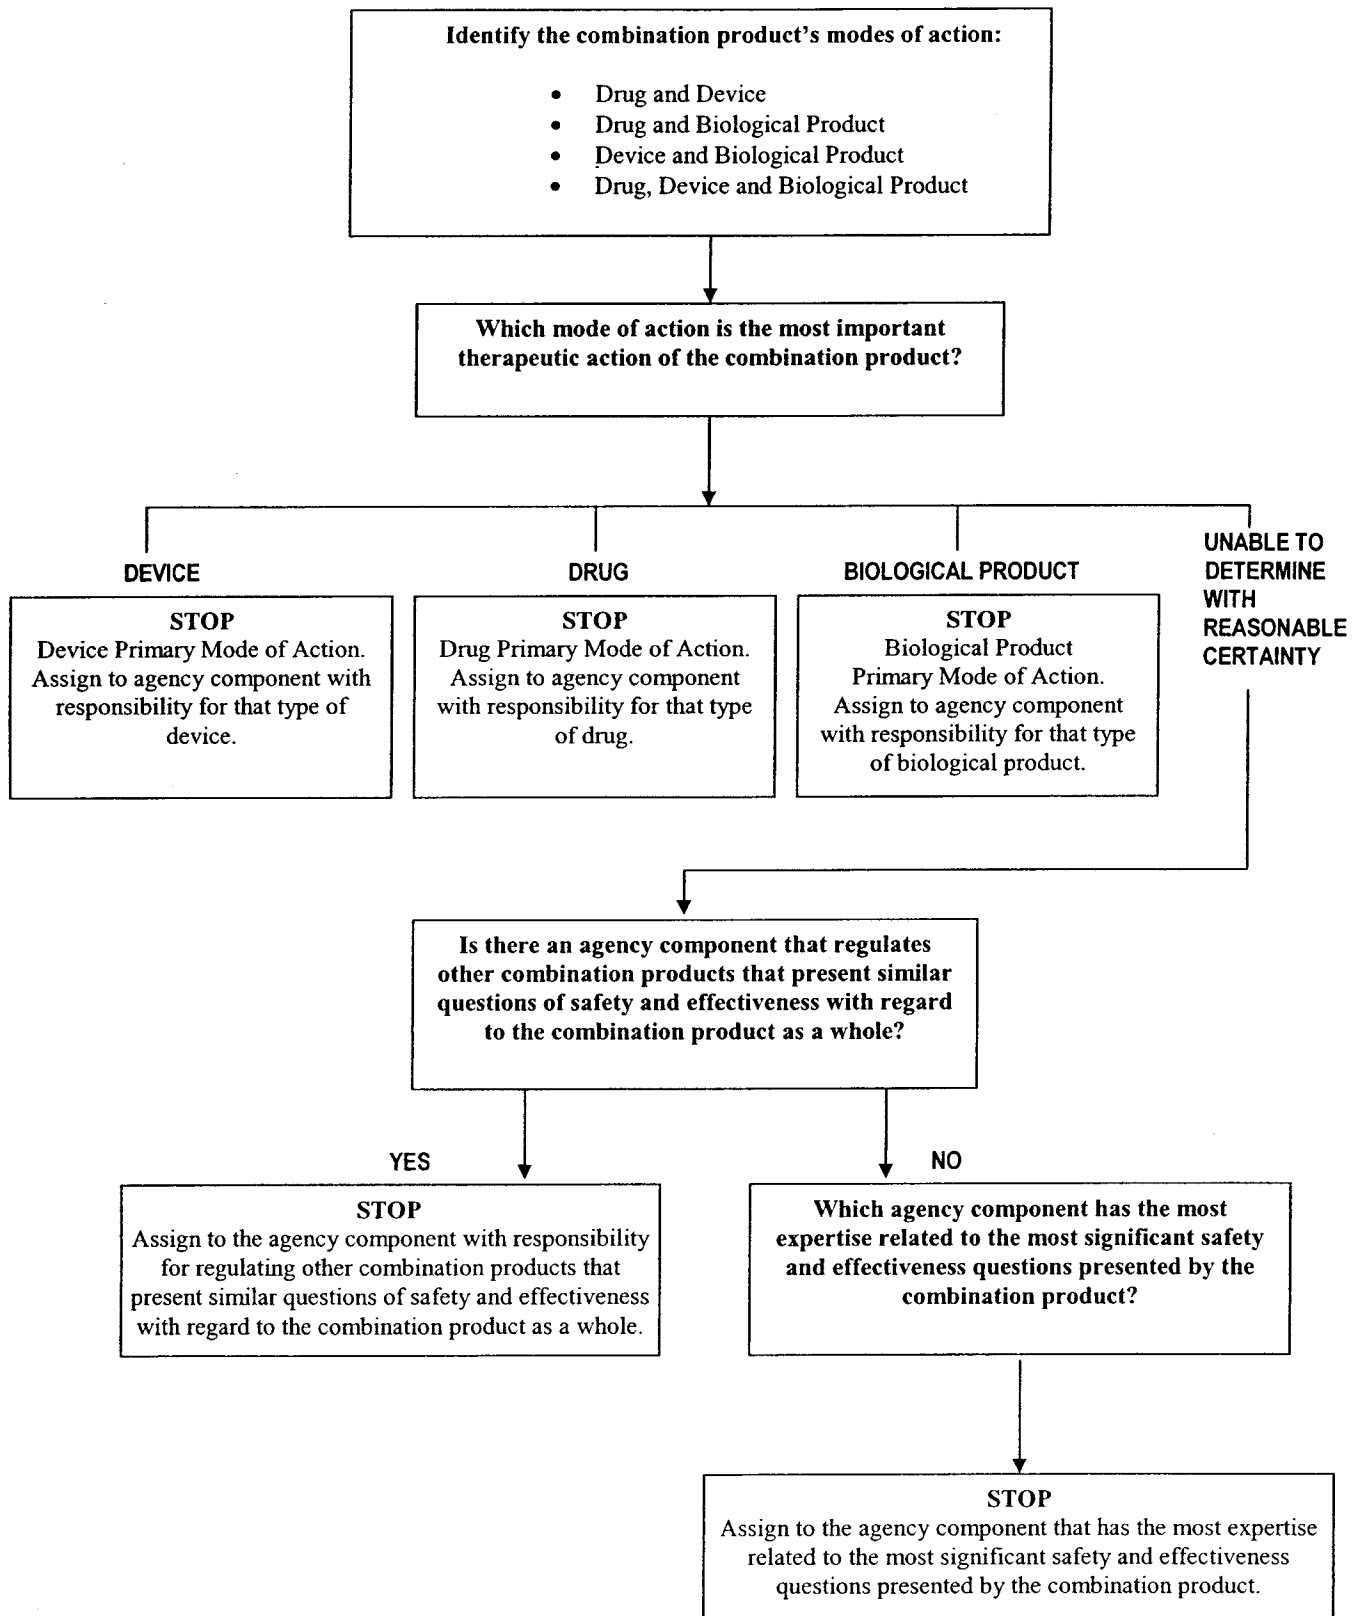 Identify the combination product's modes of action:
• Drug and Device
• Drug and Biological Product
• Device and Biological Product
• Drug, Device and Biological Product
Which mode of action is the most important
therapeutic action of the combination product?
DEVICE
STOP
Device Primary Mode of Action.
Assign to agency component with
responsibility for that type of
device.
DRUG
STOP
Drug Primary Mode of Action.
Assign to agency component
with responsibility for that type
of drug.
BIOLOGICAL PRODUCT
STOP
Biological Product
Primary Mode of Action.
Assign to agency component
with responsibility for that type
of biological product.
UNABLE TO
DETERMINE
WITH
REASONABLE
CERTAINTY
Is there an agency component that regulates
other combination products that present similar
questions of safety and effectiveness with regard
to the combination product as a whole?
YES
STOP
Assign to the agency component with responsibility
for regulating other combination products that
present similar questions of safety and effectiveness
with regard to the combination product as a whole.
NO
Which agency component has the most
expertise related to the most significant safety
and effectiveness questions presented by the
combination product?
STOP
Assign to the agency component that has the most expertise
related to the most significant safety and effectiveness
questions presented by the combination product.